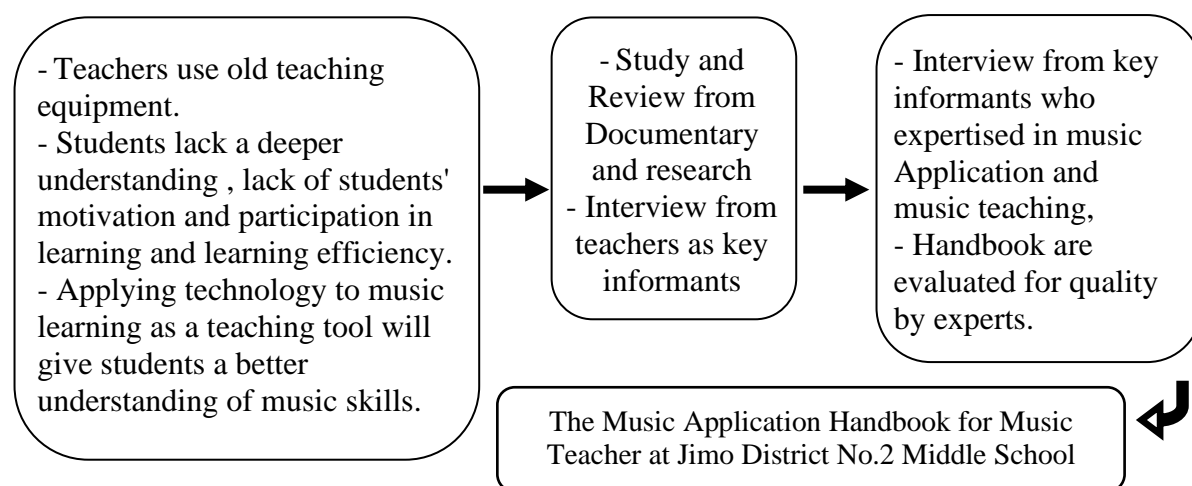 - Teachers use old teaching
equipment.
- Students lack a deeper
understanding , lack of students'
motivation and participation in
learning and learning efficiency.
- Applying technology to music
learning as a teaching tool will
give students a better
understanding of music skills.
- Study and
Review from
Documentary
and research
- Interview from
teachers as key
informants
- Interview from key
informants who
expertised in music
Application and
music teaching,
- Handbook are
evaluated for quality
by experts.
The Music Application Handbook for Music
Teacher at Jimo District No.2 Middle School